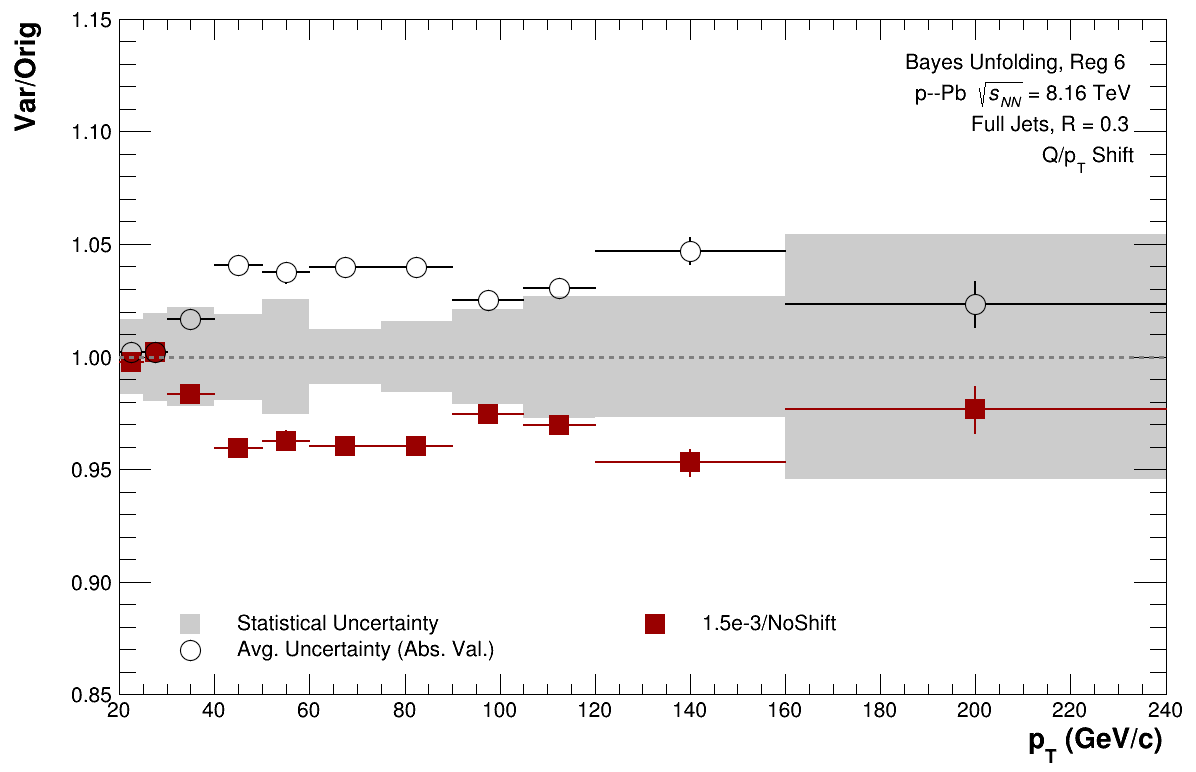 Var/Orig
1.15
1.10
1.05
1.00
0.95
0.90
0.85
Bayes Unfolding, Reg 6
p--Pb √sNN = 8.16 TeV
Full Jets, R = 0.3
Q/pT Shift
Statistical Uncertainty
Avg. Uncertainty (Abs. Val.)
1.5e-3/NoShift
20 40 60 80 100 120 140 160 180 200 220 240
pT (GeV/c)